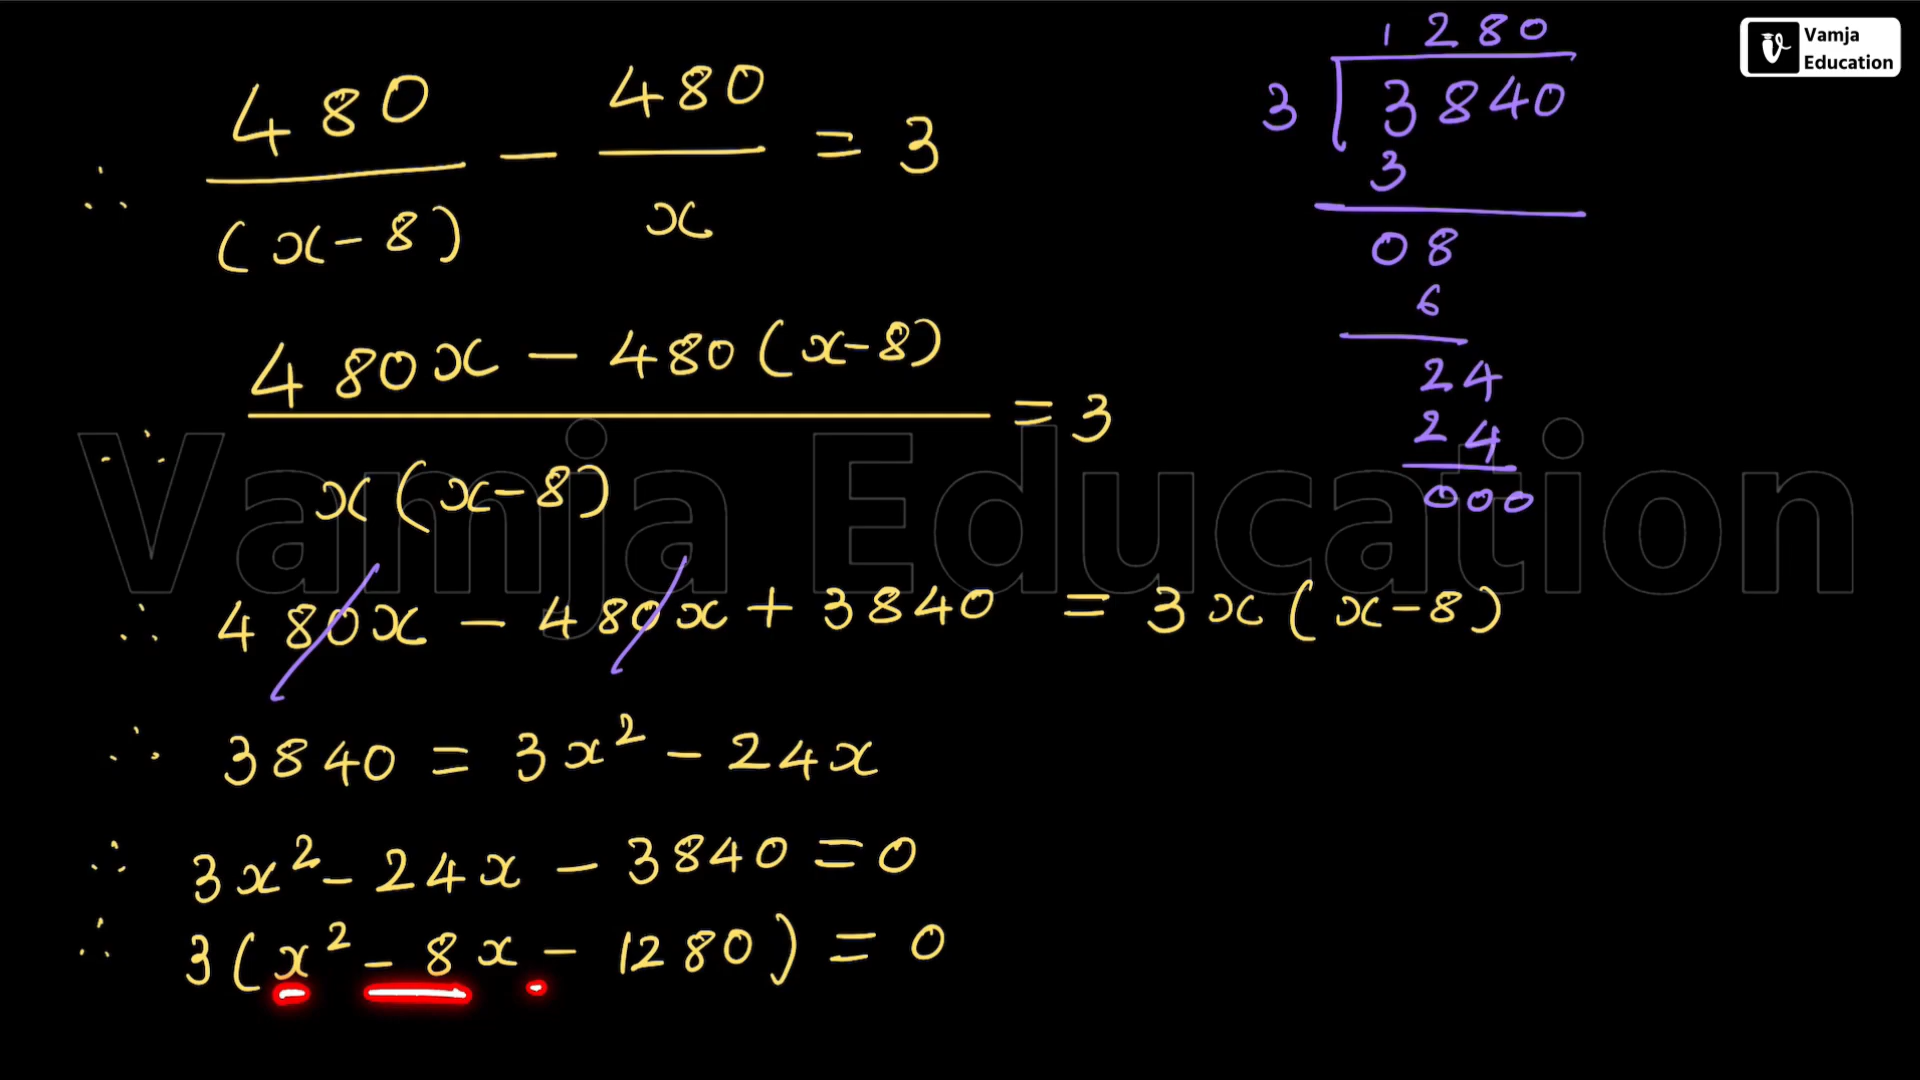 ∴ 480/(x-8) - 480/x = 3
∴ (480x - 480(x-8))/(x(x-8)) = 3
∴ 480x - 480x + 3840 = 3x(x-8)
∴ 3840 = 3x² - 24x
∴ 3x² - 24x - 3840 = 0
∴ 3(x² - 8x - 1280) = 0
1280
3 3840
3
08
6
24
24
000
Vamja
Education
Vamja Education